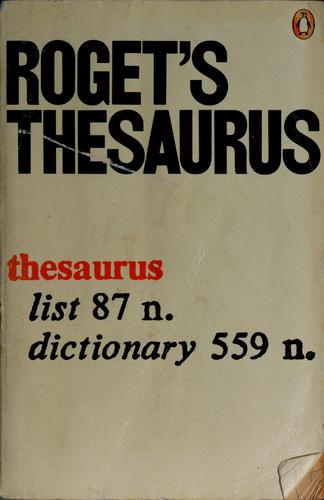 ROGET'S
THESAURUS
thesaurus
list 87 n.
dictionary 559 n.